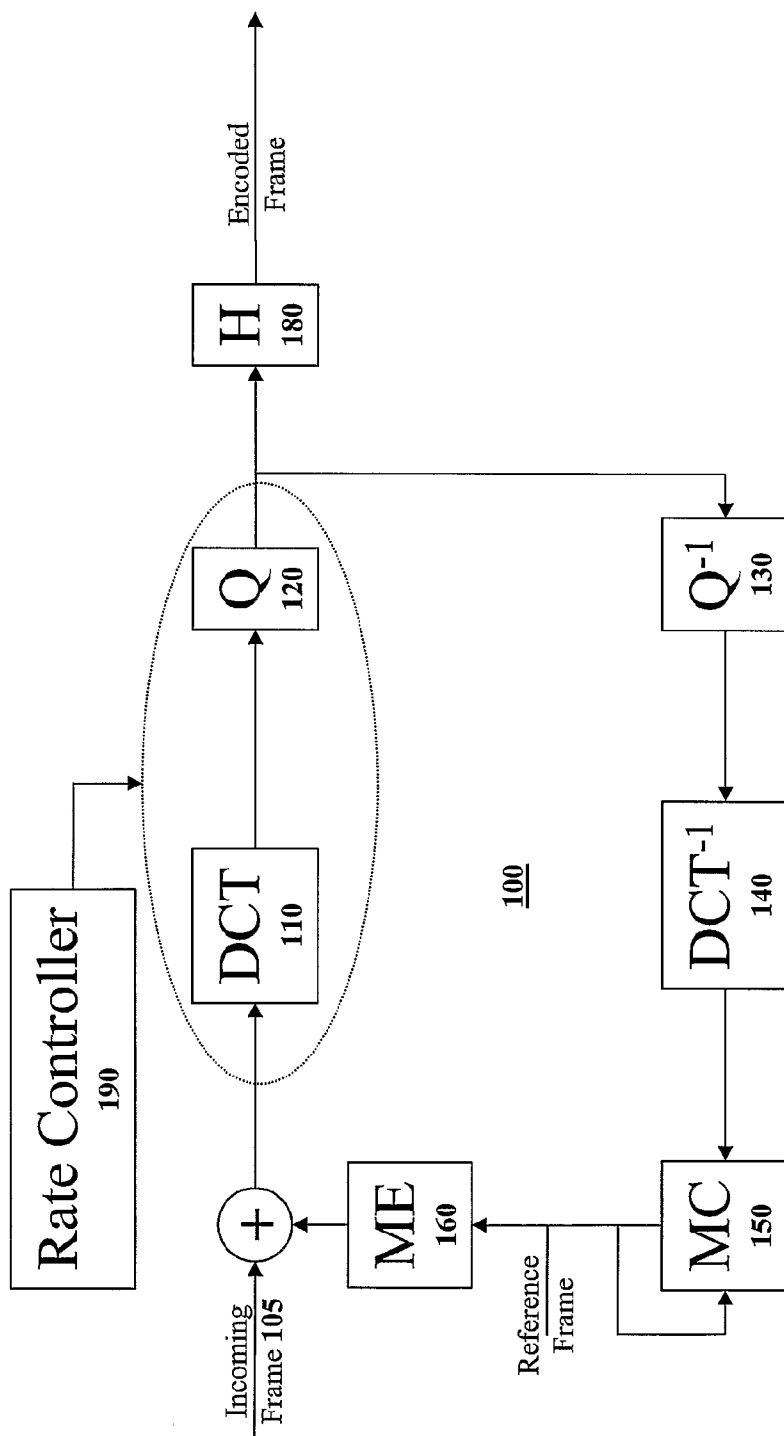 Rate Controller
190
Incoming
Frame 105
+
DCT
110
Q
120
H
180
Encoded
Frame
ME
160
100
Reference
Frame
MC
150
DCT-1
140
Q-1
130